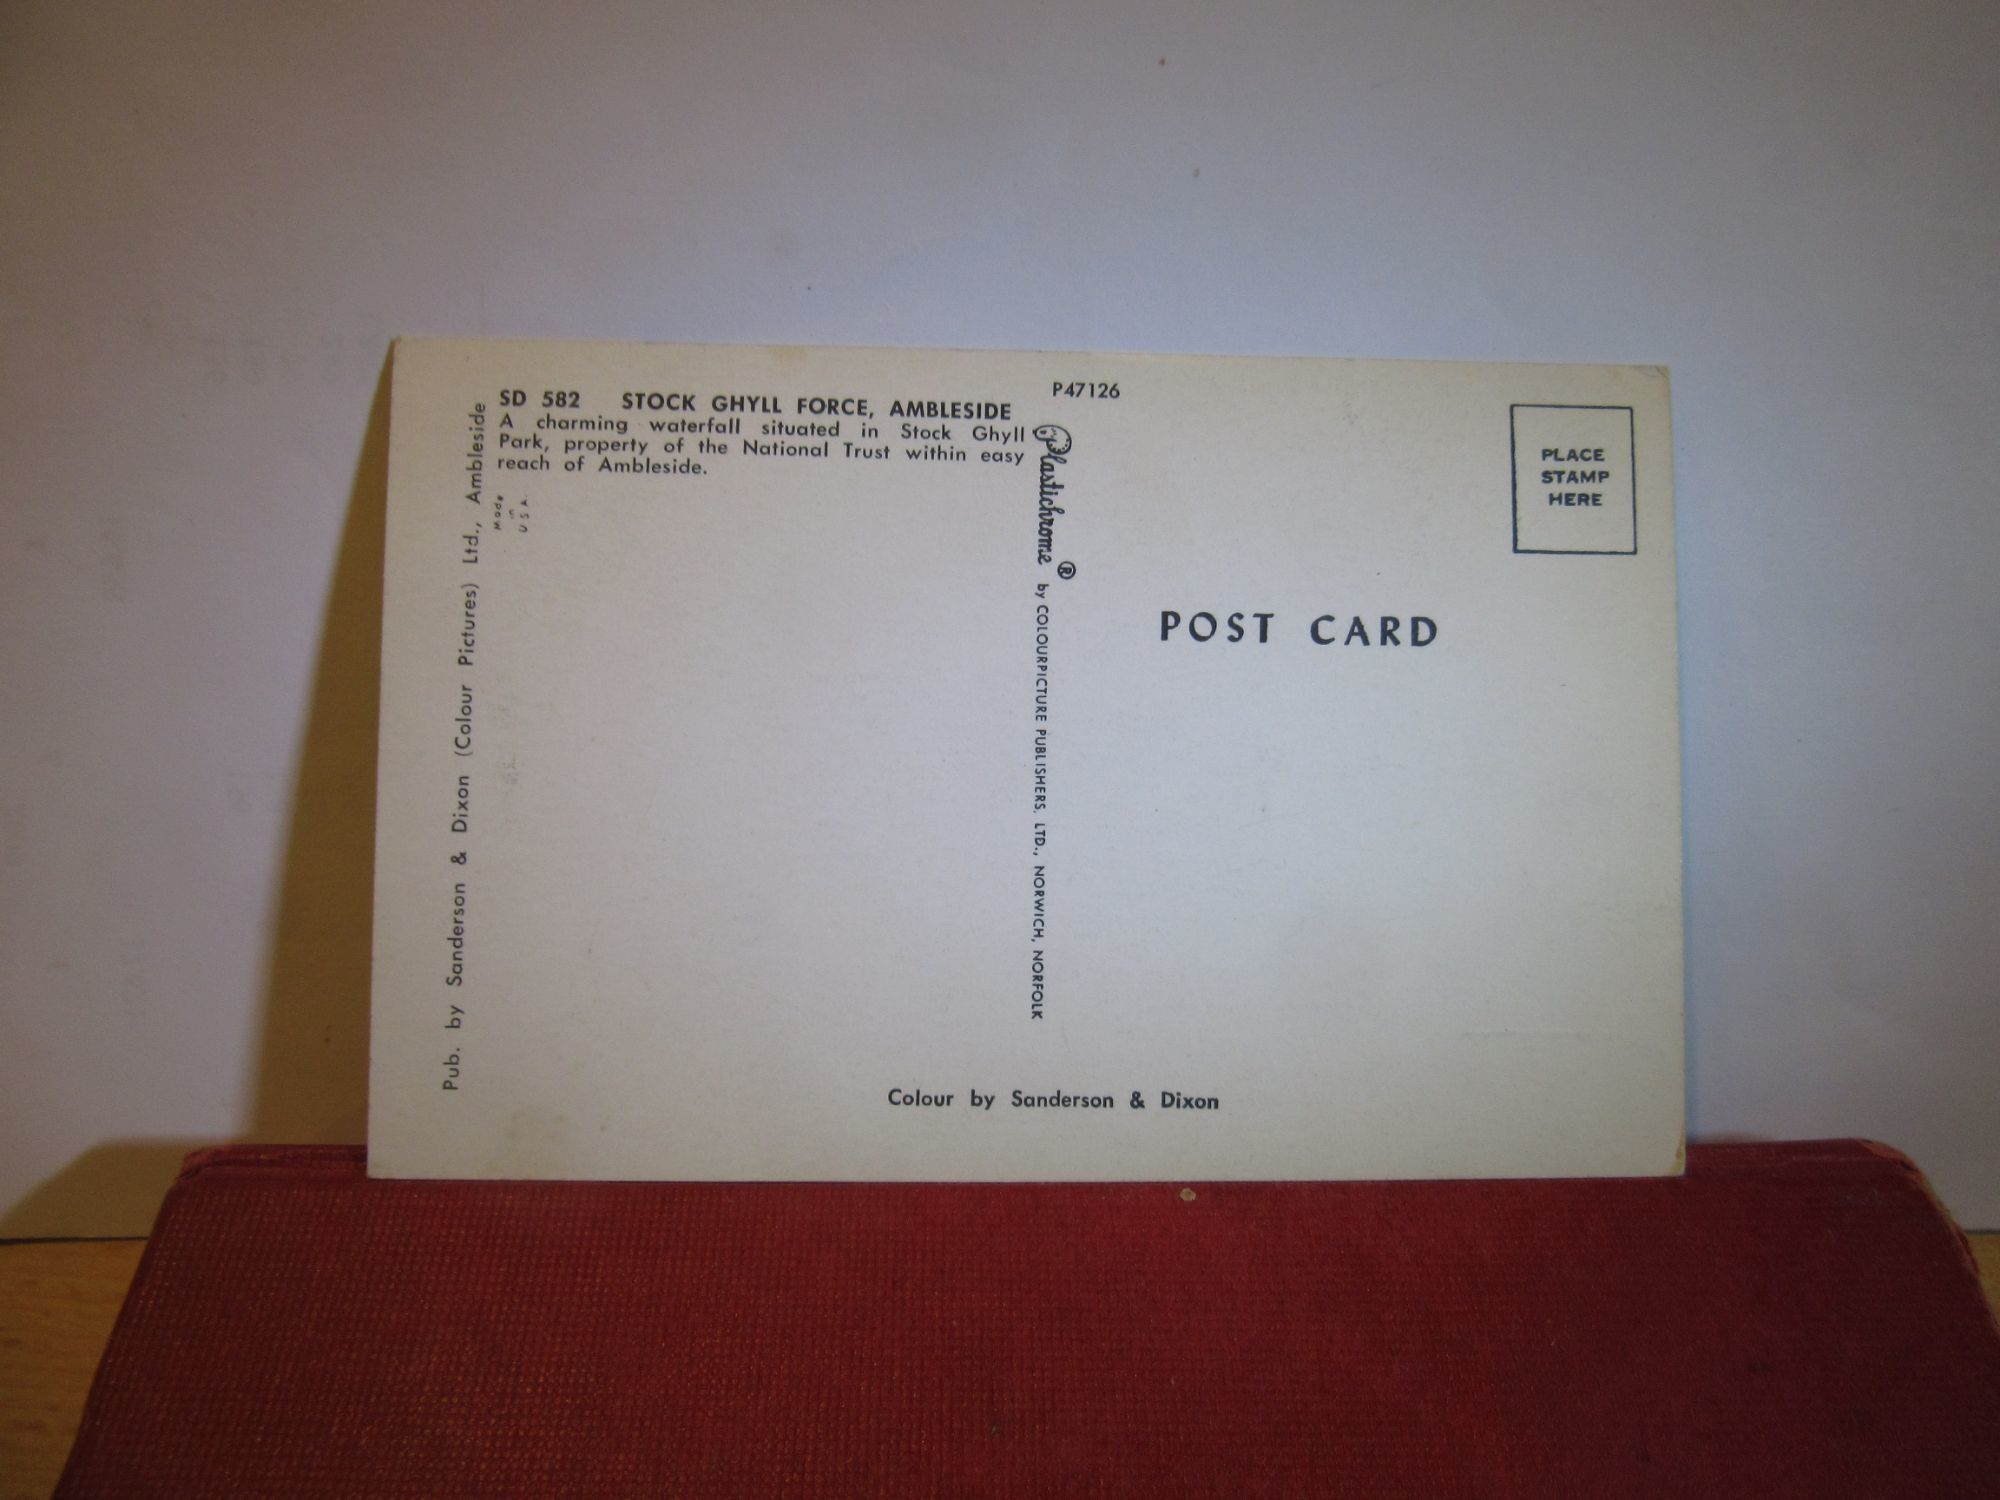 SD 582 STOCK GHYLL FORCE, AMBLESIDE
A charming waterfall situated in Stock Ghyll
Park, property of the National Trust within easy
reach of Ambleside.
Made
in
U S A
Pub. by Sanderson & Dixon (Colour Pictures) Ltd., Ambleside
P47126
Plastichrome ®
by COLOURPICTURE PUBLISHERS, LTD., NORWICH, NORFOLK
PLACE
STAMP
HERE
POST CARD
Colour by Sanderson & Dixon